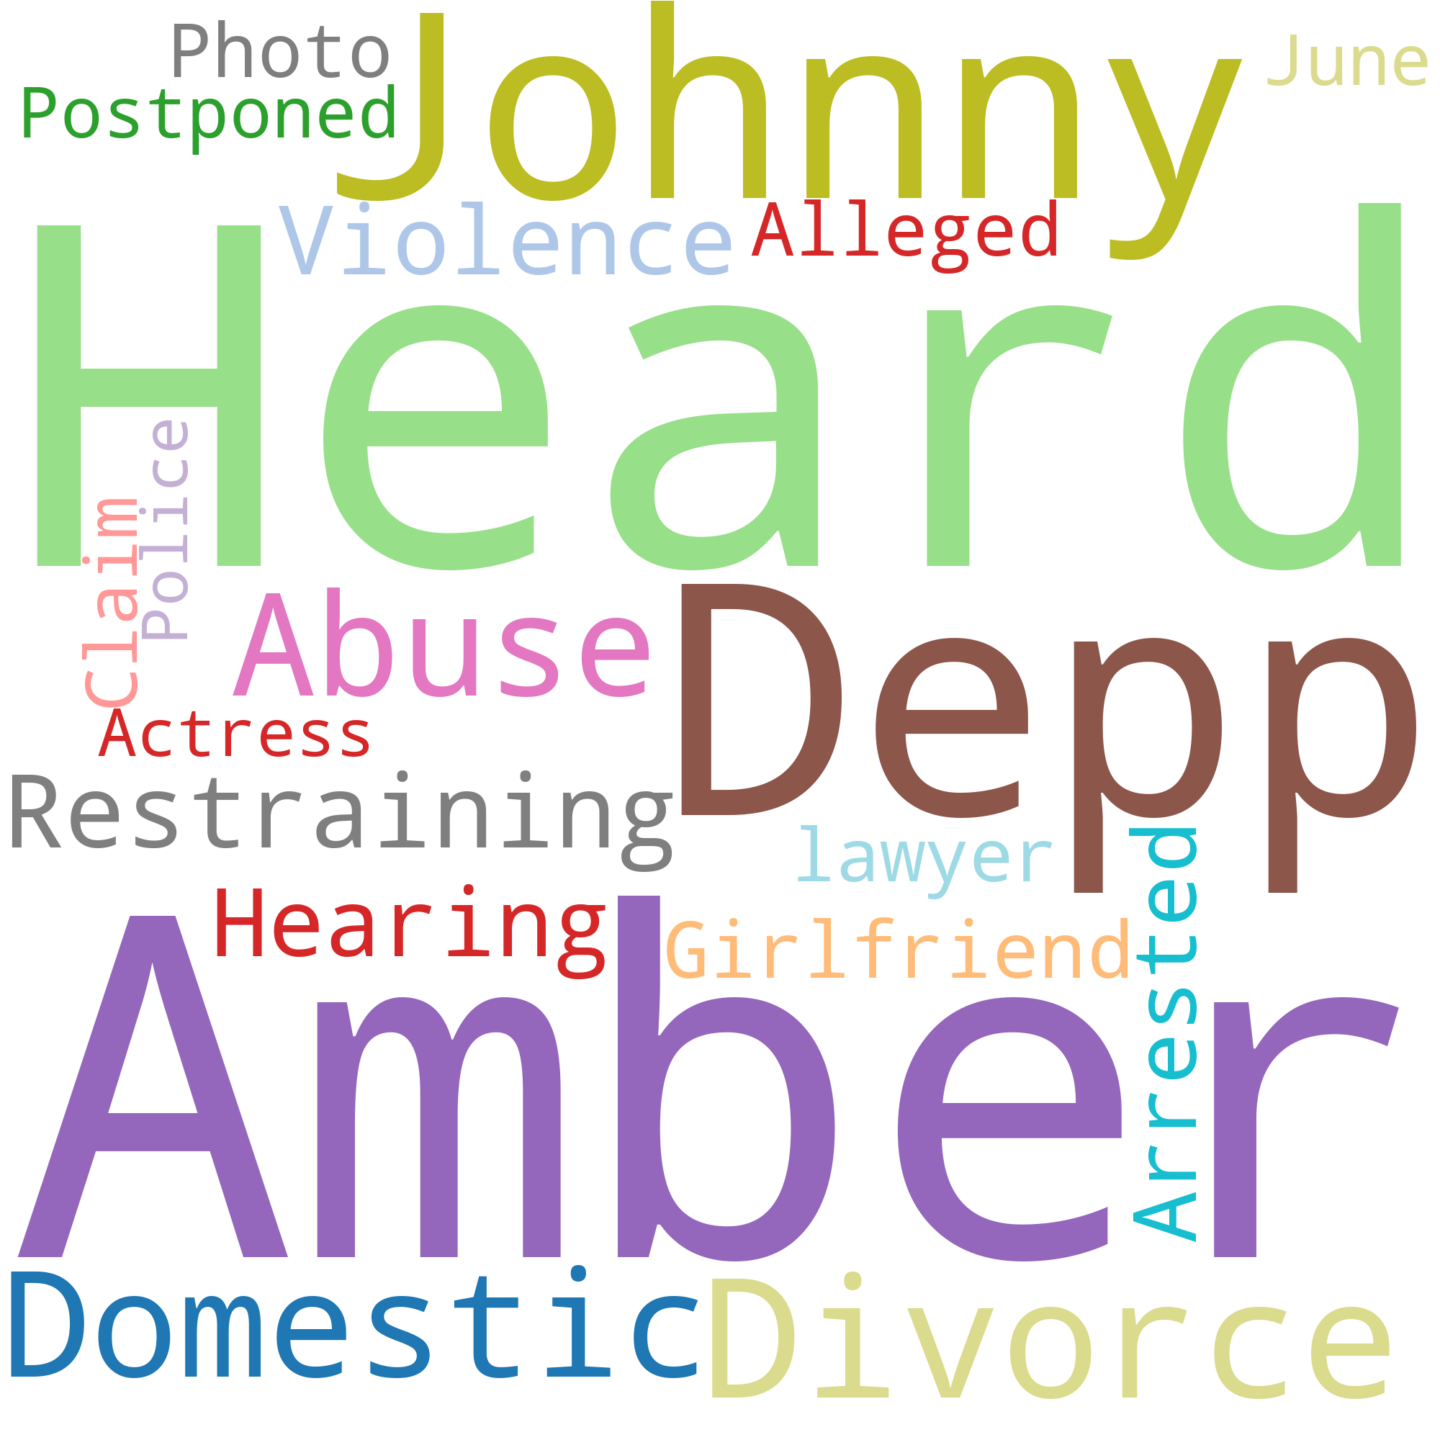 Photo
Johnny
June
Postponed
Violence
Alleged
Heard
Police
Claim
Abuse
Depp
Actress
Restraining
lawyer
Arrested
Hearing
Girlfriend
Amber
Domestic
Divorce